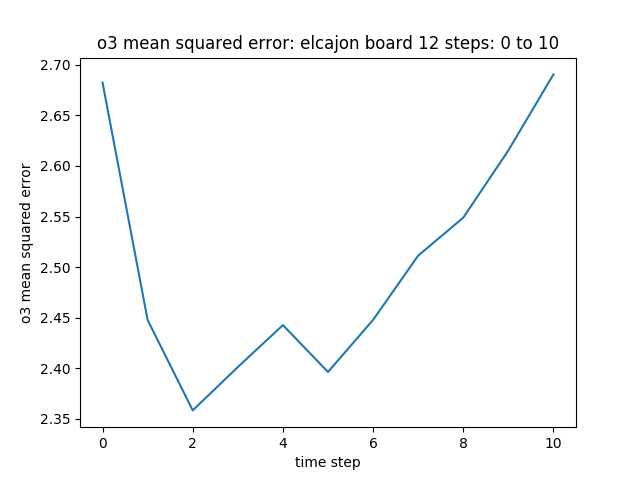 o3 mean squared error: elcajon board 12 steps: 0 to 10
2.70
2.65
2.60
2.55
2.50
2.45
2.40
2.35
o3 mean squared error
0 2 4 6 8 10
time step